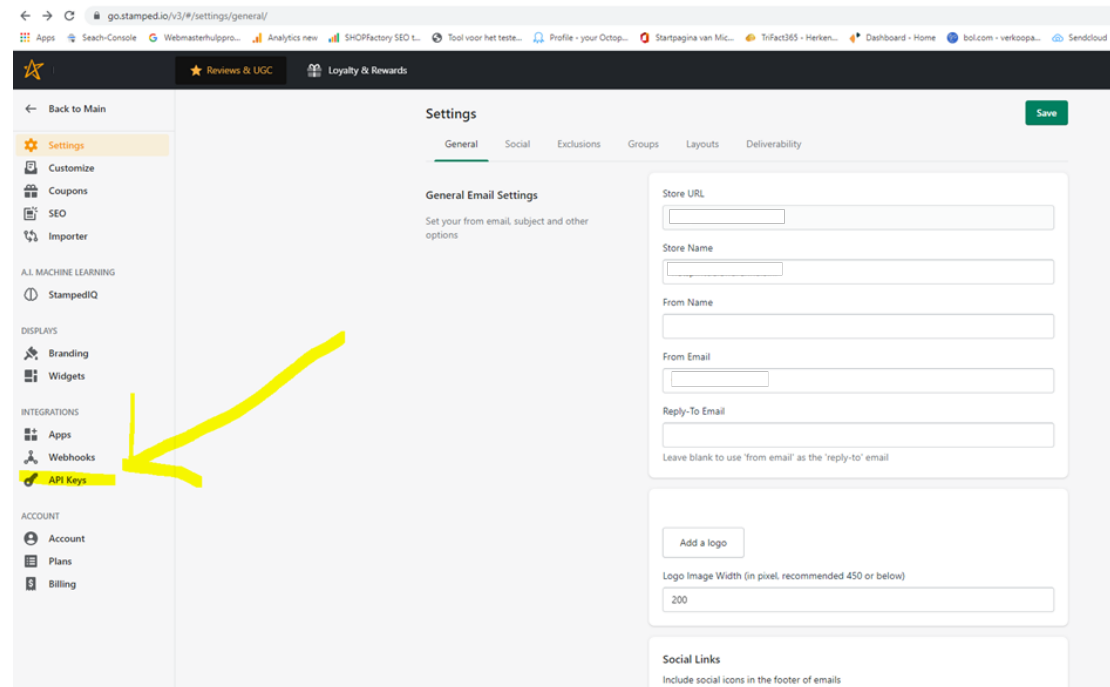 go.stamped.io/v3/#/settings/general/
Apps Seach-Console Webmasterhulppro... Analytics new SHOPFactory SEO t... Tool voor het teste... Profile - your Octop... Startpagina van Mic... TriFact365 - Herken... Dashboard - Home bol.com - verkoopa... Sendcloud
Reviews & UGC Loyalty & Rewards
Back to Main
Settings
Customize
Coupons
SEO
Importer
A.I. MACHINE LEARNING
StampedIQ
DISPLAYS
Branding
Widgets
INTEGRATIONS
Apps
Webhooks
API Keys
ACCOUNT
Account
Plans
Billing
Settings
Save
General Social Exclusions Groups Layouts Deliverability
General Email Settings
Set your from email, subject and other
options
Store URL
Store Name
From Name
From Email
Reply-To Email
Leave blank to use 'from email' as the 'reply-to' email
Add a logo
Logo Image Width (in pixel, recommended 450 or below)
200
Social Links
Include social icons in the footer of emails